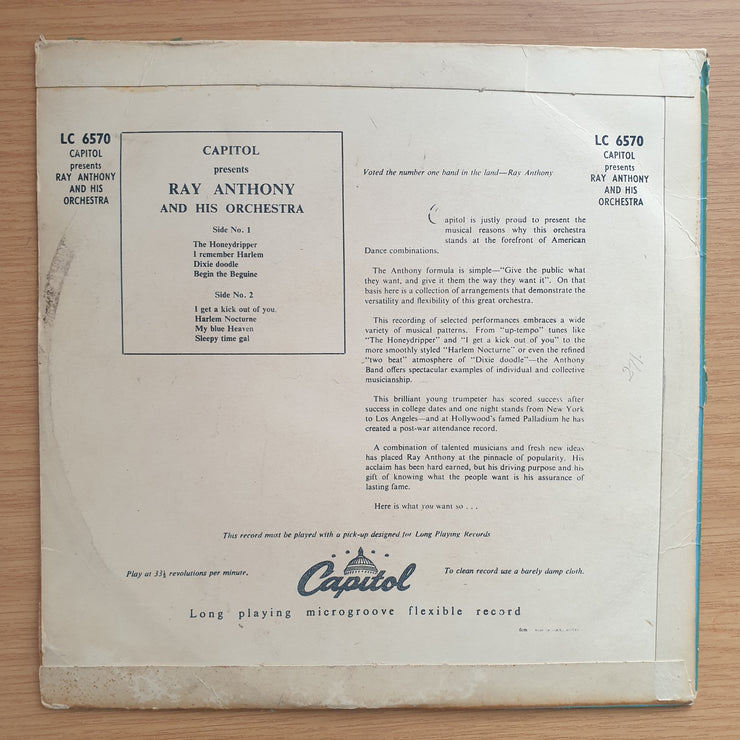 LC 6570
CAPITOL
presents
RAY ANTHONY
AND HIS
ORCHESTRA
CAPITOL
presents
RAY ANTHONY
AND HIS ORCHESTRA
Side No. 1
The Honeydripper
I remember Harlem
Dixie doodle
Begin the Beguine
Side No. 2
I get a kick out of you.
Harlem Nocturne
My blue Heaven
Sleepy time gal
LC 6570
CAPITOL
presents
RAY ANTHONY
AND HIS
ORCHESTRA
Voted the number one band in the land—Ray Anthony
Capitol is justly proud to present the
musical reasons why this orchestra
stands at the forefront of American
Dance combinations.
The Anthony formula is simple—"Give the public what
they want, and give it them the way they want it". On that
basis here is a collection of arrangements that demonstrate the
versatility and flexibility of this great orchestra.
This recording of selected performances embraces a wide
variety of musical patterns. From "up-tempo" tunes like
"The Honeydripper" and "I get a kick out of you" to the
more smoothly styled "Harlem Nocturne" or even the refined
"two beat" atmosphere of "Dixie doodle"—the Anthony
Band offers spectacular examples of individual and collective
musicianship.
This brilliant young trumpeter has scored success after
success in college dates and one night stands from New York
to Los Angeles—and at Hollywood's famed Palladium he has
created a post-war attendance record.
A combination of talented musicians and fresh new ideas
has placed Ray Anthony at the pinnacle of popularity. His
acclaim has been hard earned, but his driving purpose and his
gift of knowing what the people want is his assurance of
lasting fame.
Here is what you want so . . .
This record must be played with a pick-up designed for Long Playing Records
Play at 33⅓ revolutions per minute.
Capitol
To clean record use a barely damp cloth.
Long playing microgroove flexible record